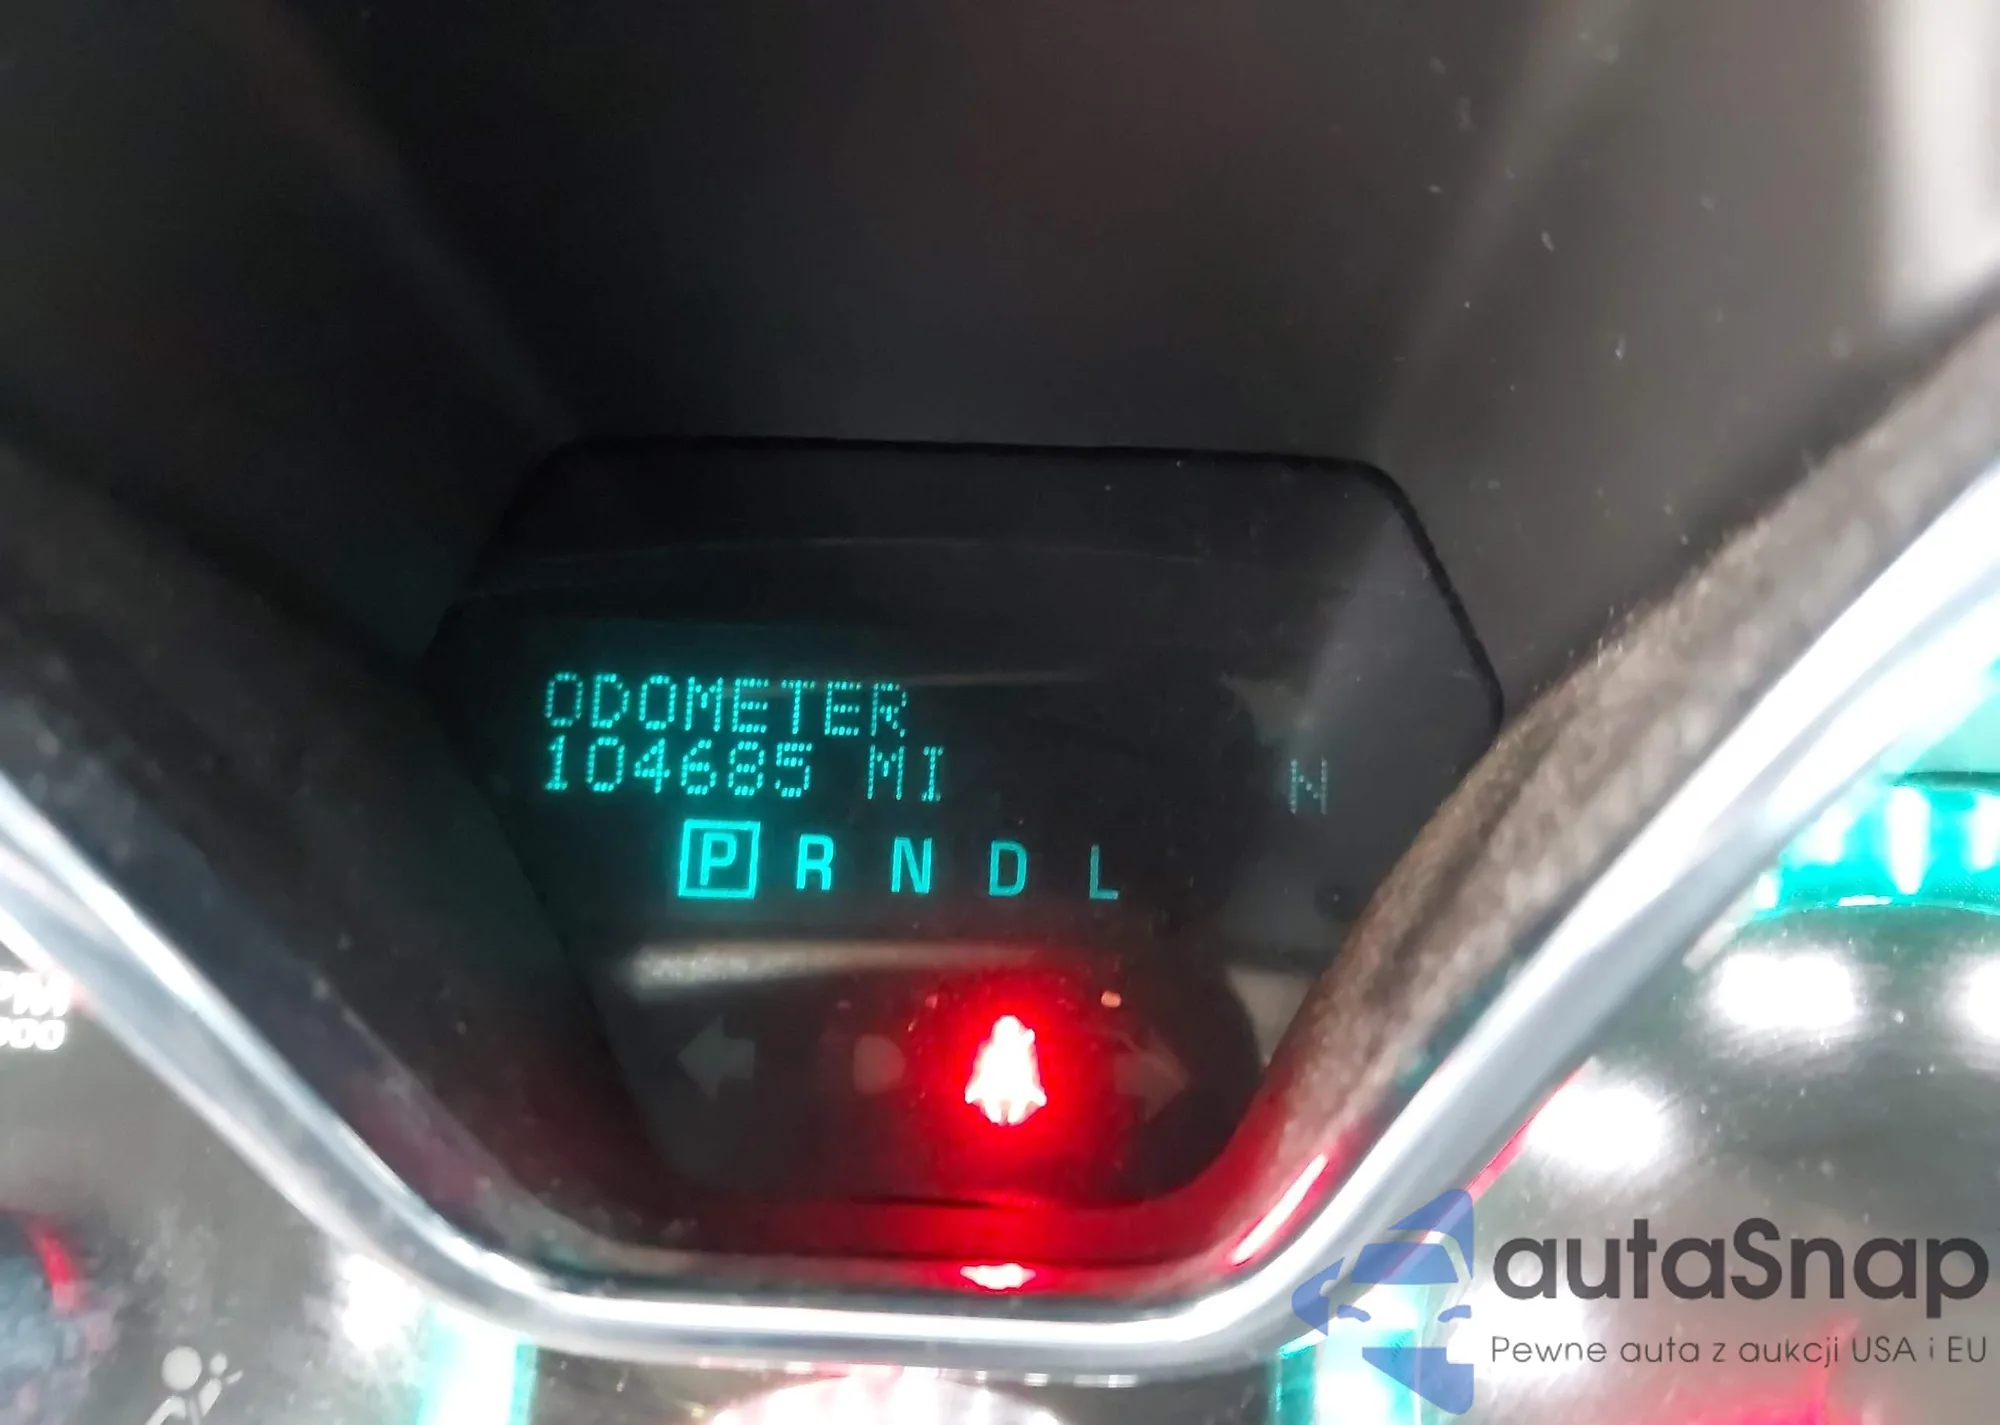 ODOMETER
104685 MI
N
P R N D L
autaSnap
Pewne auta z aukcji USA i EU